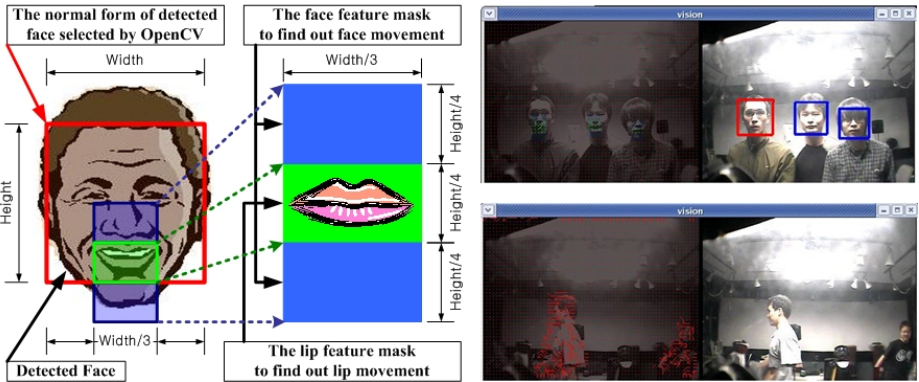 The normal form of detected
face selected by OpenCV
The face feature mask
to find out face movement
Width
Width/3
Height
Height/4
Height/4
Height/4
Width/3
Detected Face
The lip feature mask
to find out lip movement
vision
vision